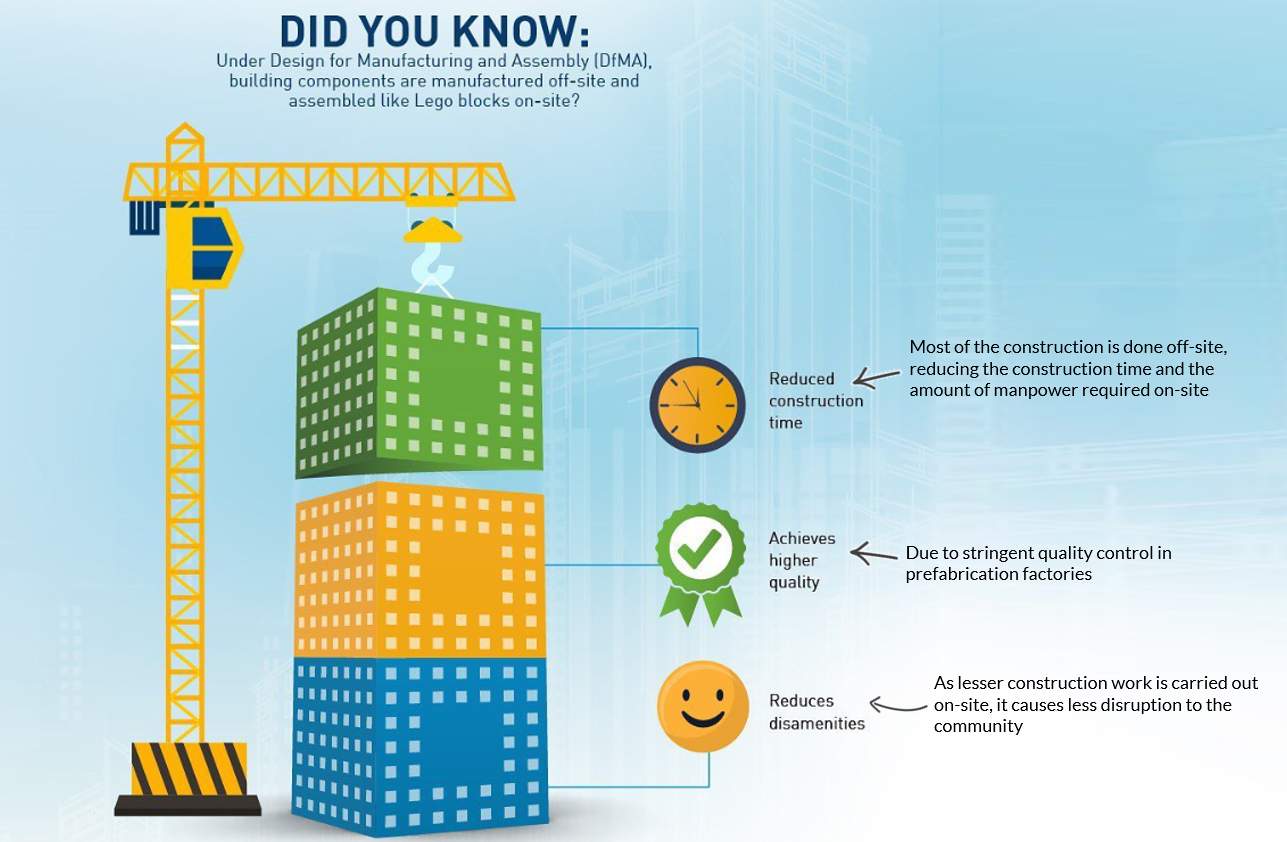 DID YOU KNOW:
Under Design for Manufacturing and Assembly (DfMA),
building components are manufactured off-site and
assembled like Lego blocks on-site?
Reduced
construction
time
Most of the construction is done off-site,
reducing the construction time and the
amount of manpower required on-site
Achieves
higher
quality
Due to stringent quality control in
prefabrication factories
Reduces
disamenities
As lesser construction work is carried out
on-site, it causes less disruption to the
community